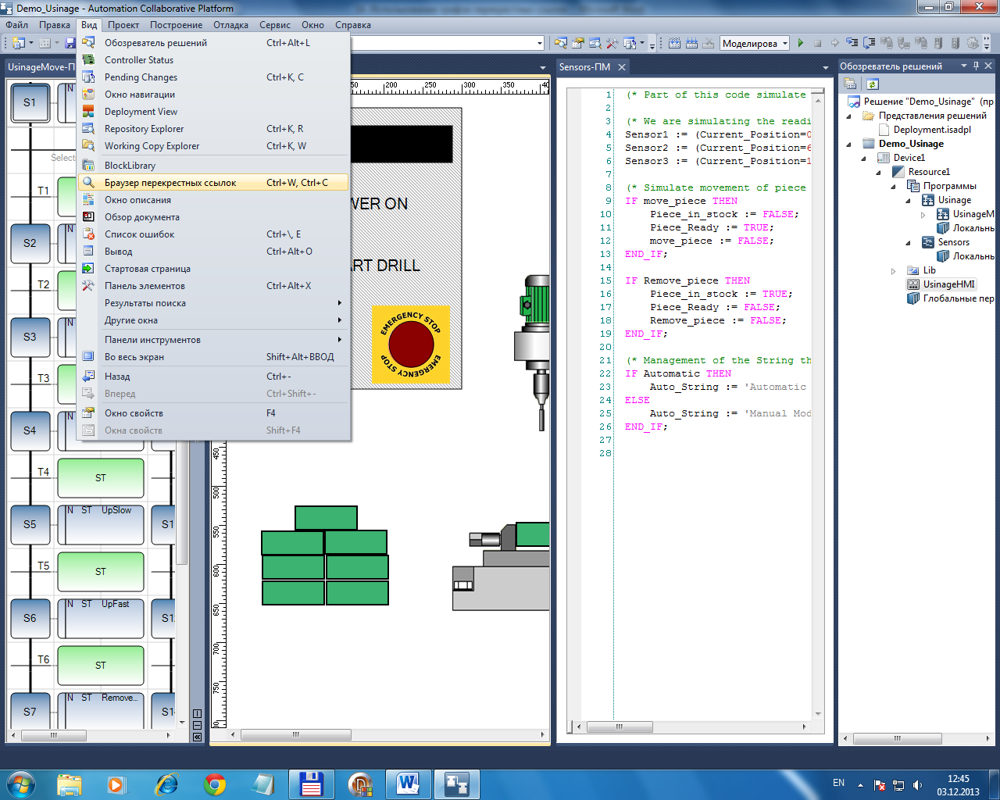 Demo_Usinage - Automation Collaborative Platform
Файл Правка Вид Проект Построение Отладка Сервис Окно Справка
Моделирова
UsinageMove-П
Обозреватель решений Ctrl+Alt+L
Controller Status
Pending Changes Ctrl+K, C
Окно навигации
Deployment View
Repository Explorer Ctrl+K, R
Working Copy Explorer Ctrl+K, W
BlockLibrary
Браузер перекрестных ссылок Ctrl+W, Ctrl+C
Окно описания
Обзор документа
Список ошибок Ctrl+\, E
Вывод Ctrl+Alt+O
Стартовая страница
Панель элементов Ctrl+Alt+X
Результаты поиска
Другие окна
Панели инструментов
Во весь экран Shift+Alt+ВВОД
Назад Ctrl+-
Вперед Ctrl+Shift+-
Окно свойств F4
Окна свойств Shift+F4
S1 N
Select
T1
S2 N
T2
S3 N
T3
S4
T4 ST
S5 N ST UpSlow S1
T5 ST
S6 N ST UpFast S1
T6 ST
S7 N ST Remove... S1
50 200 250 300 350 40
WER ON
ART DRILL
EMERGENCY STOP
EMERGENCY STOP
450
500
550
600
650
700
750
80
Sensors-ПМ
1 (* Part of this code simulate
2
3 (* We are simulating the readi
4 Sensor1 := (Current_Position=0
5 Sensor2 := (Current_Position=6
6 Sensor3 := (Current_Position=1
7
8 (* Simulate movement of piece
9 IF move_piece THEN
10 Piece_in_stock := FALSE;
11 Piece_Ready := TRUE;
12 move_piece := FALSE;
13 END_IF;
14
15 IF Remove_piece THEN
16 Piece_in_stock := TRUE;
17 Piece_Ready := FALSE;
18 Remove_piece := FALSE;
19 END_IF;
20
21 (* Management of the String th
22 IF Automatic THEN
23 Auto_String := 'Automatic
24 ELSE
25 Auto_String := 'Manual Mod
26 END_IF;
27
28
Обозреватель решений
Решение "Demo_Usinage" (пр
Представления решений
Deployment.isadpl
Demo_Usinage
Device1
Resource1
Программы
Usinage
UsinageM
Локальнь
Sensors
Локальнь
Lib
UsinageHMI
Глобальные пер
EN
12:45
03.12.2013